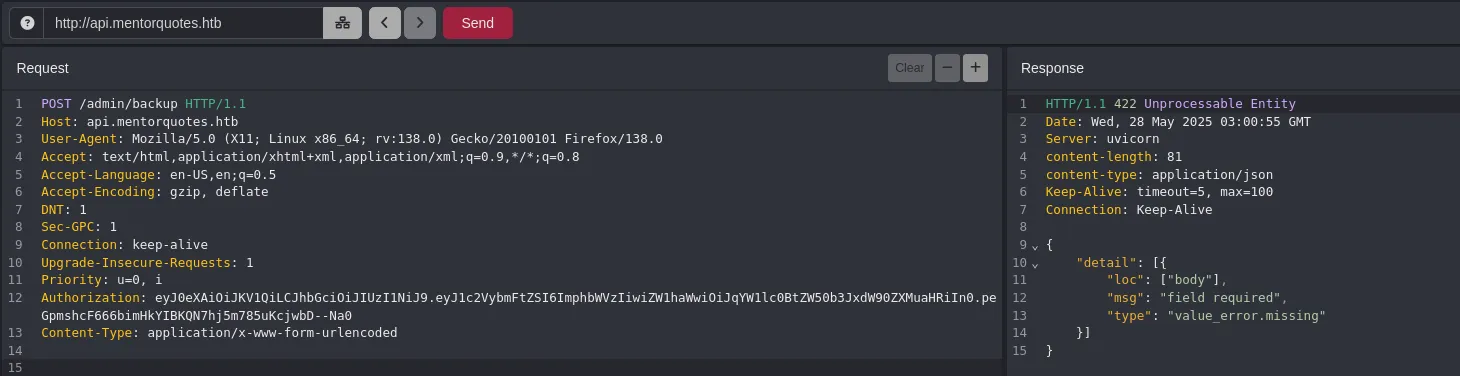 http://api.mentorquotes.htb
Send
Request
Clear
Response
1 POST /admin/backup HTTP/1.1
2 Host: api.mentorquotes.htb
3 User-Agent: Mozilla/5.0 (X11; Linux x86_64; rv:138.0) Gecko/20100101 Firefox/138.0
4 Accept: text/html,application/xhtml+xml,application/xml;q=0.9,*/*;q=0.8
5 Accept-Language: en-US,en;q=0.5
6 Accept-Encoding: gzip, deflate
7 DNT: 1
8 Sec-GPC: 1
9 Connection: keep-alive
10 Upgrade-Insecure-Requests: 1
11 Priority: u=0, i
12 Authorization: eyJ0eXAiOiJKV1QiLCJhbGciOiJIUzI1NiJ9.eyJ1c2VybmFtZSI6ImphbWVzIiwiZW1haWwiOiJqYW1lc0BtZW50b3JxdW90ZXMuaHRiIn0.pe
GpmshcF666bimHkYIBKQN7hj5m785uKcjwbD--Na0
13 Content-Type: application/x-www-form-urlencoded
14
15
1 HTTP/1.1 422 Unprocessable Entity
2 Date: Wed, 28 May 2025 03:00:55 GMT
3 Server: uvicorn
4 content-length: 81
5 content-type: application/json
6 Keep-Alive: timeout=5, max=100
7 Connection: Keep-Alive
8
9 {
10 "detail": [{
11 "loc": ["body"],
12 "msg": "field required",
13 "type": "value_error.missing"
14 }]
15 }